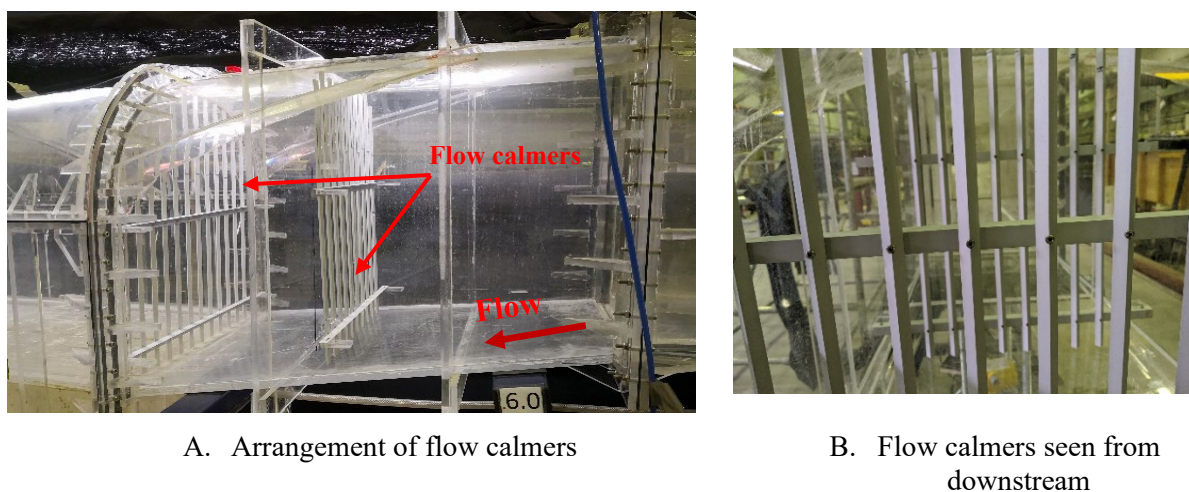 Flow calmers
Flow
6.0
A. Arrangement of flow calmers
B. Flow calmers seen from
downstream